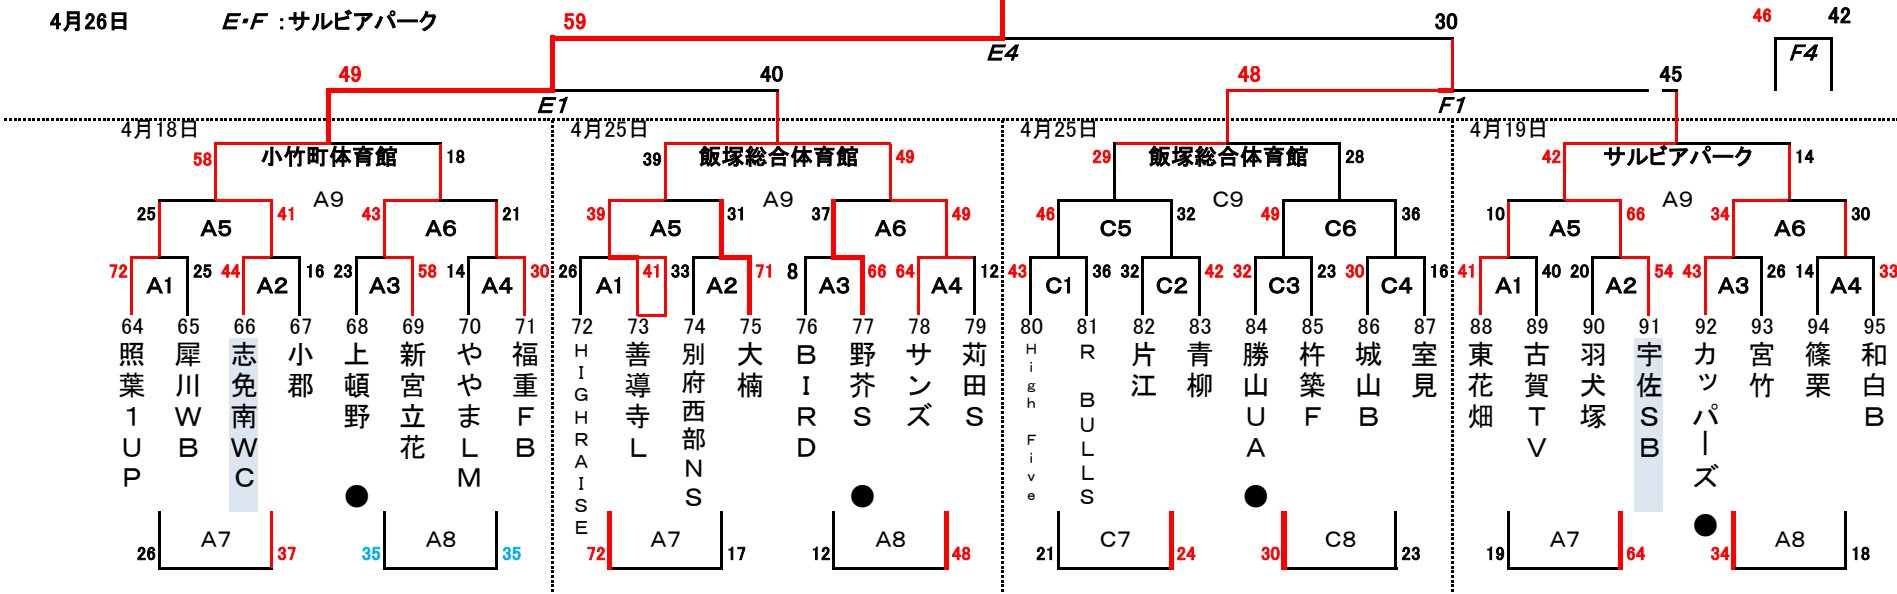 4月26日 E・F ：サルビアパーク 59 30 46 42
E4 F4
49 40 48 45
E1 F1
4月18日 4月25日 4月25日 4月19日
58 小竹町体育館 18 39 飯塚総合体育館 49 29 飯塚総合体育館 28 42 サルビアパーク 14
A9 A9 C9 A9
25 41 43 21 39 31 37 49 46 32 49 36 10 66 34 30
A5 A6 A5 A6 C5 C6 A5 A6
72 25 44 16 23 58 14 30 26 41 33 71 8 66 64 12 43 36 32 42 32 23 30 16 41 40 20 54 43 26 14 33
A1 A2 A3 A4 A1 A2 A3 A4 C1 C2 C3 C4 A1 A2 A3 A4
64 65 66 67 68 69 70 71 72 73 74 75 76 77 78 79 80 81 82 83 84 85 86 87 88 89 90 91 92 93 94 95
照葉1UP
犀川WB
志免南WC
小郡
上頓野
新宮立花
ややまLM
福重FB
HIGHRAISE
善導寺L
別府西部NS
大楠
BIRD
野芥S
サンズ
苅田S
High Five
R BULLS
片江
青柳
勝山UA
杵築F
城山B
室見
東花畑
古賀TV
羽犬塚
宇佐SB
カッパーズ
宮竹
篠栗
和白B
● ● ● ●
A7 A8 A7 A8 C7 C8 A7 A8
26 37 35 35 72 17 12 48 21 24 30 23 19 64 34 18